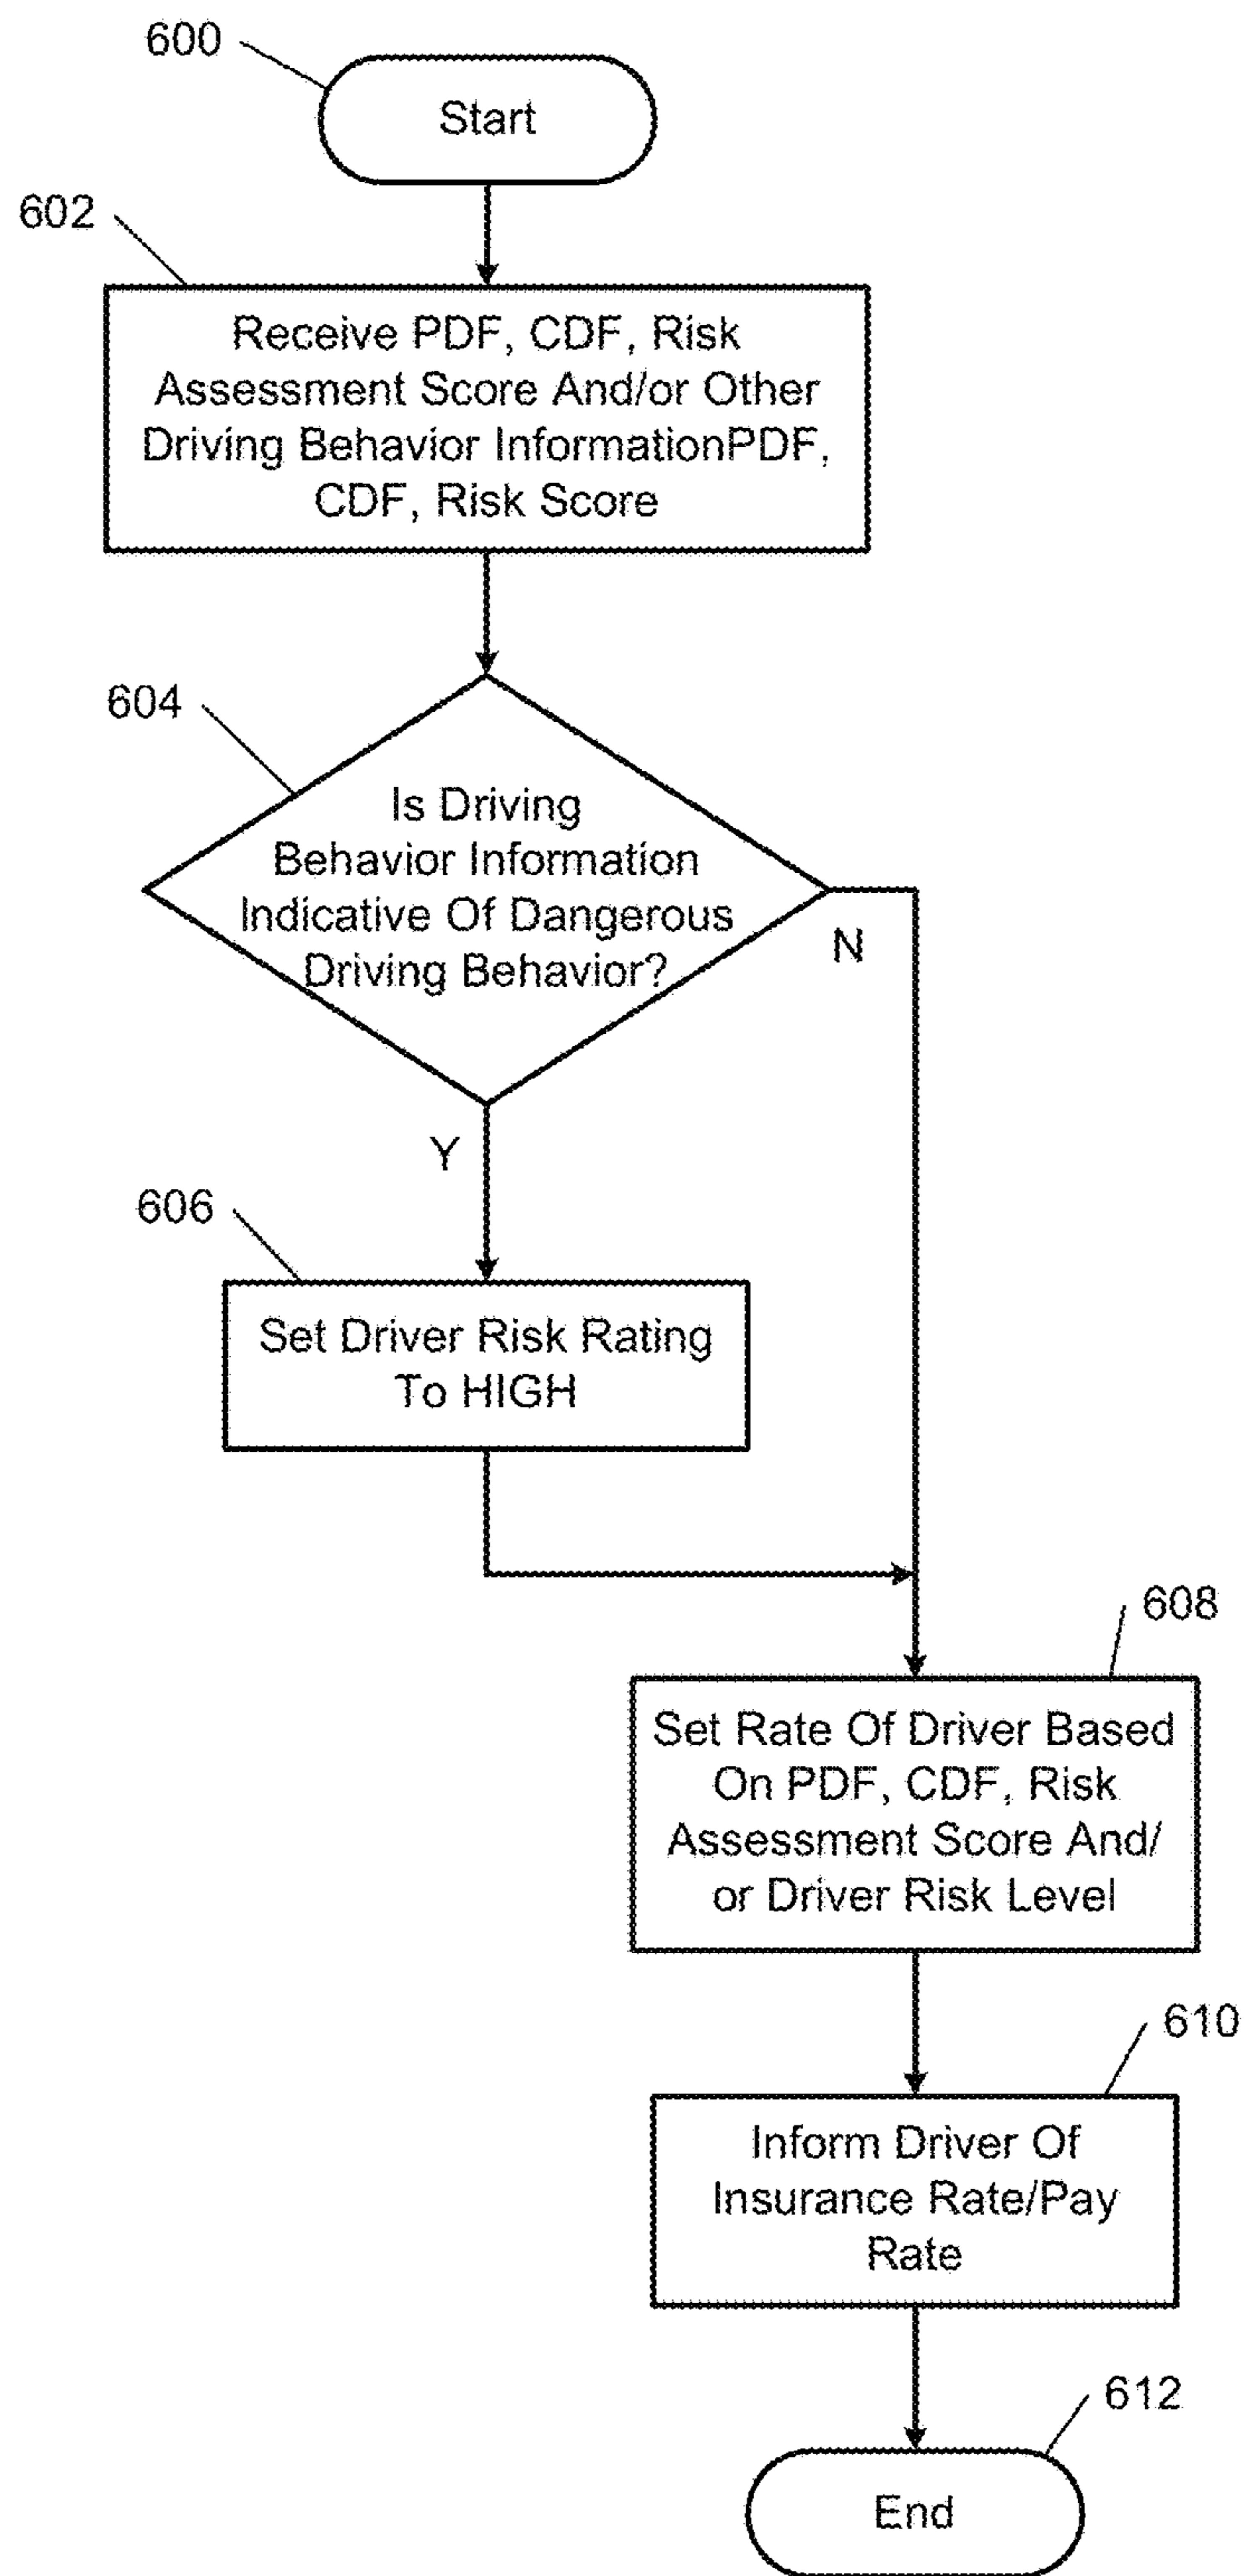 600
Start
602
Receive PDF, CDF, Risk
Assessment Score And/or Other
Driving Behavior InformationPDF,
CDF, Risk Score
604
Is Driving
Behavior Information
Indicative Of Dangerous
Driving Behavior?
N
Y
606
Set Driver Risk Rating
To HIGH
608
Set Rate Of Driver Based
On PDF, CDF, Risk
Assessment Score And/
or Driver Risk Level
610
Inform Driver Of
Insurance Rate/Pay
Rate
612
End